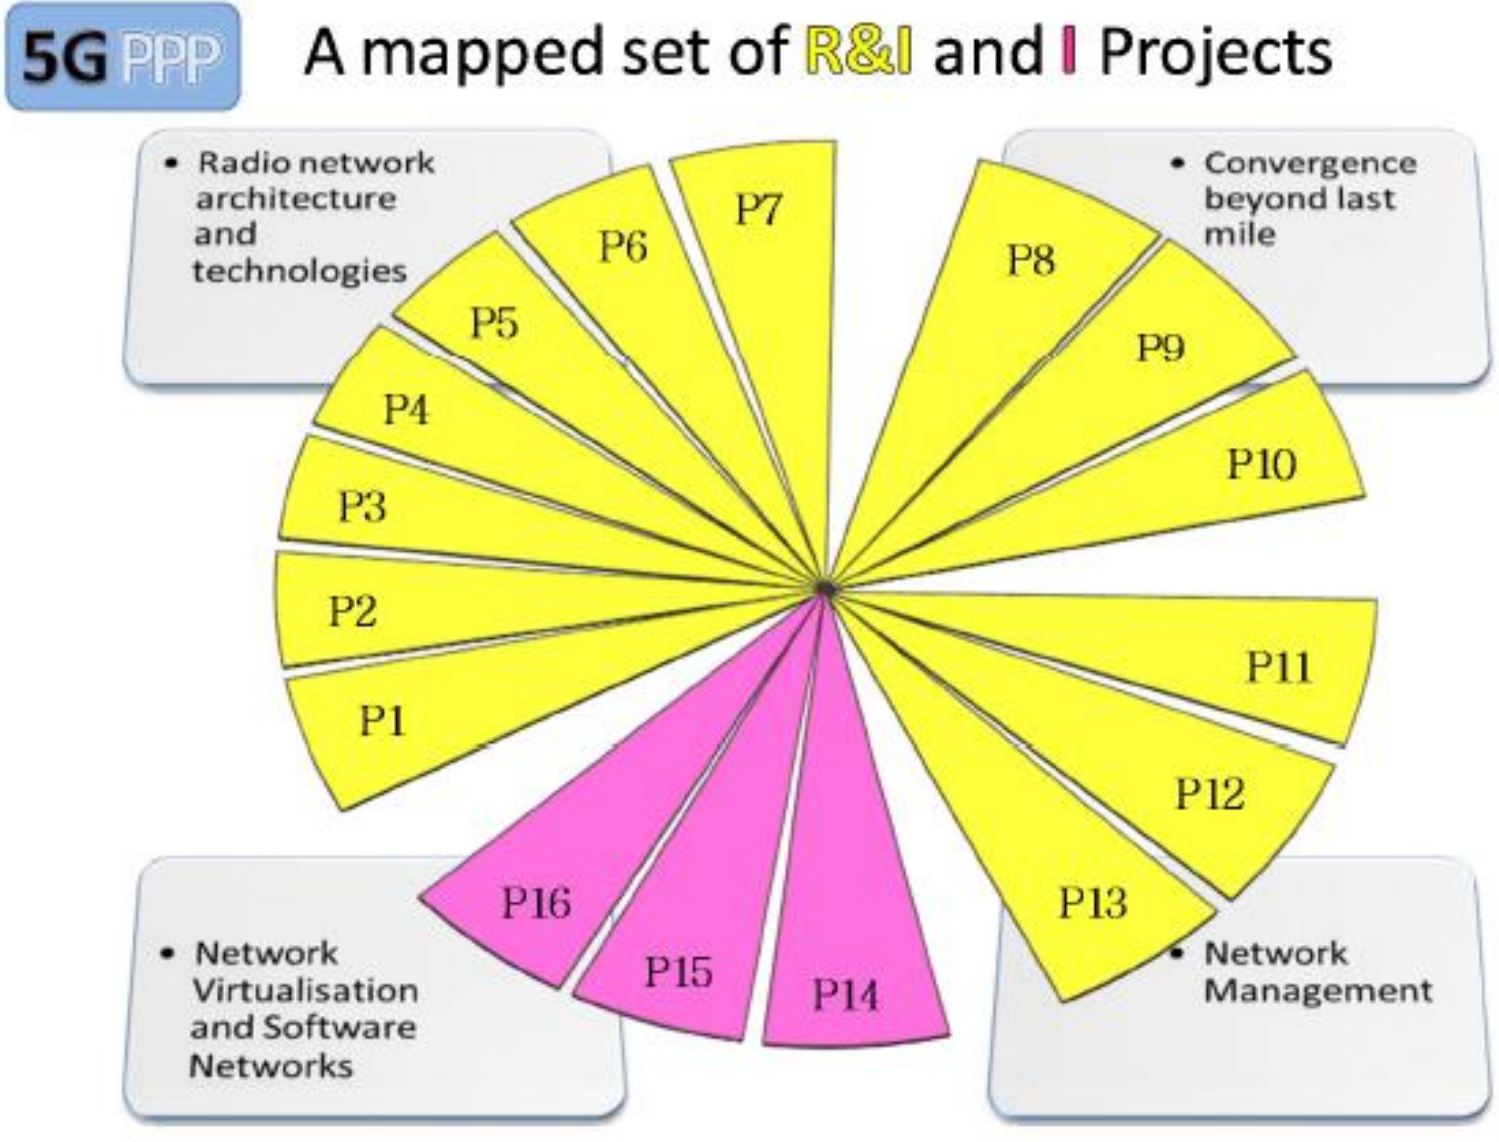 5G PPP
A mapped set of R&I and I Projects
• Radio network
architecture
and
technologies
• Convergence
beyond last
mile
P7
P6
P8
P5
P9
P4
P10
P3
P2
P11
P1
P12
P16
P13
P15
P14
• Network
Virtualisation
and Software
Networks
• Network
Management